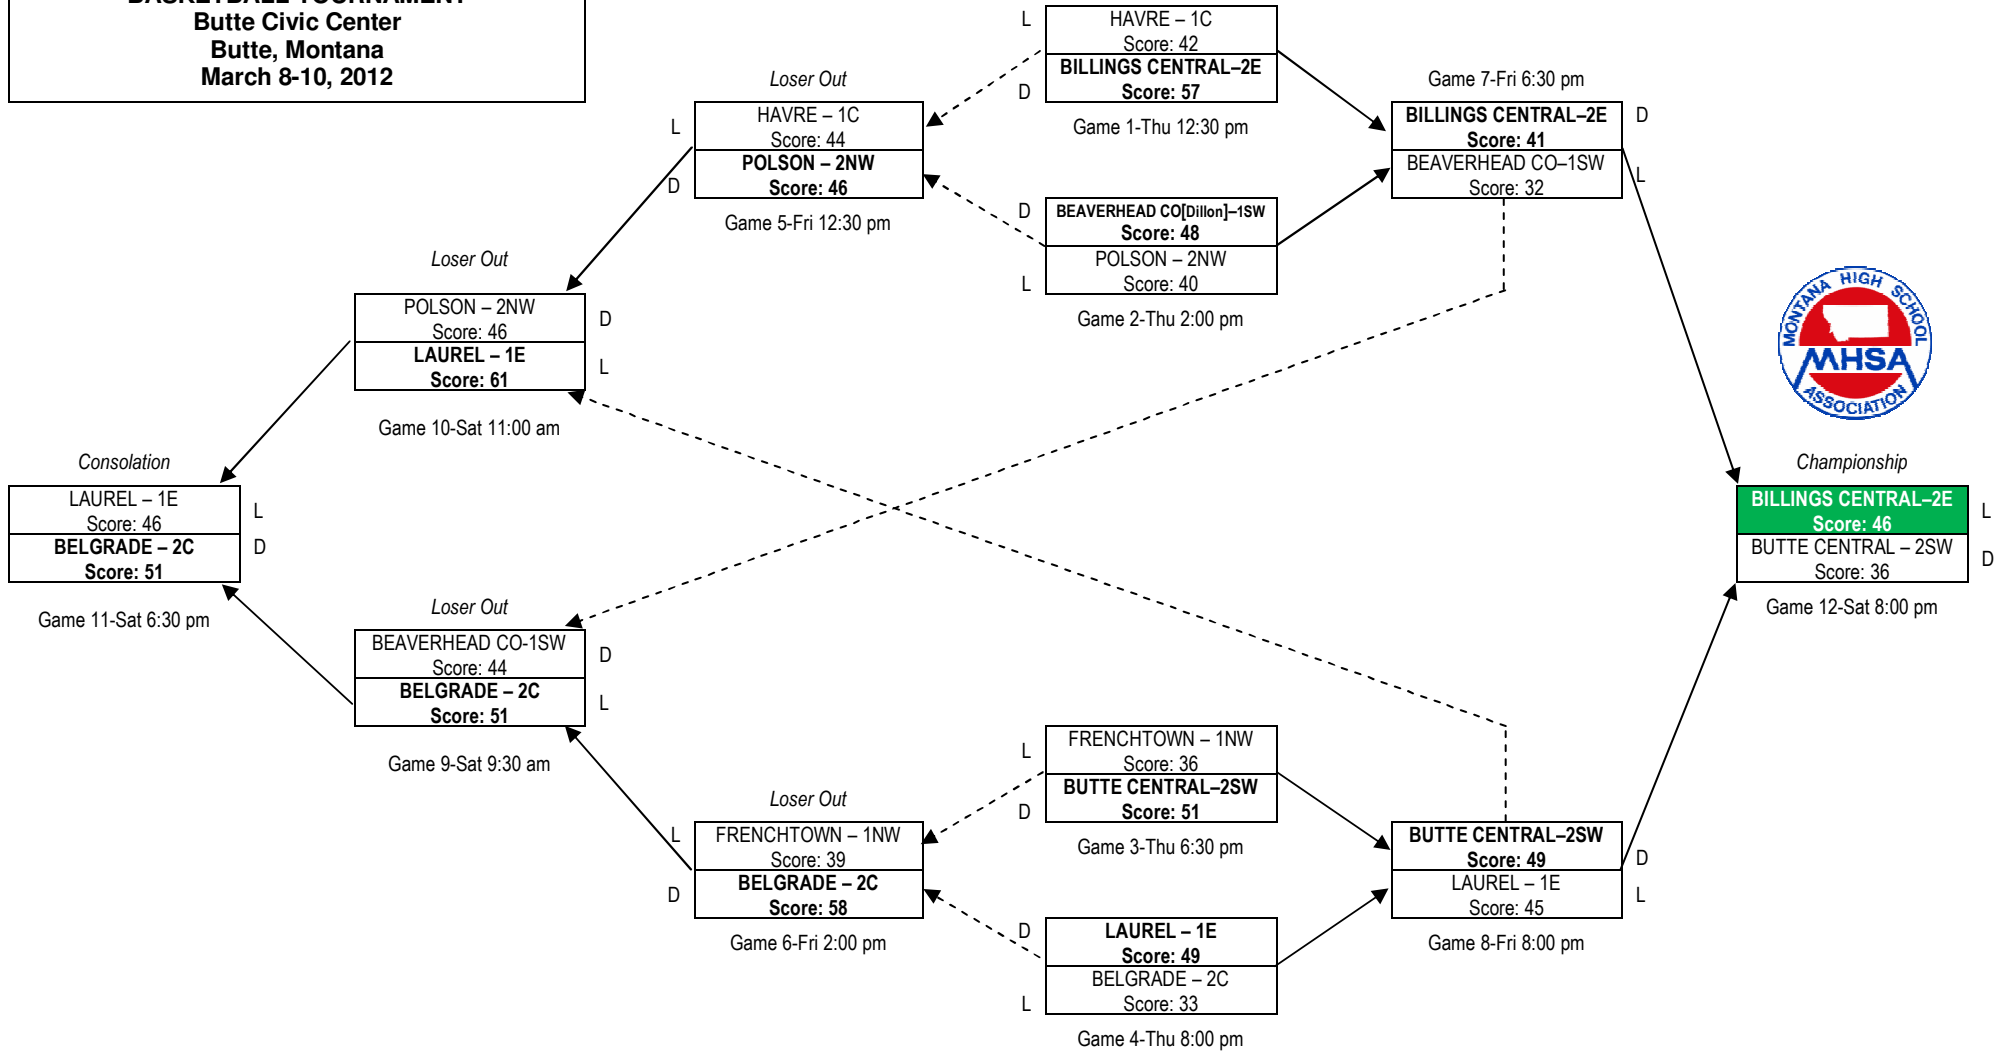 BASKETBALL TOURNAMENT
Butte Civic Center
Butte, Montana
March 8-10, 2012
L
HAVRE – 1C
Score: 42
BILLINGS CENTRAL–2E
Score: 57
D
Game 1-Thu 12:30 pm
D
BEAVERHEAD CO[Dillon]–1SW
Score: 48
POLSON – 2NW
Score: 40
L
Game 2-Thu 2:00 pm
Loser Out
L
HAVRE – 1C
Score: 44
POLSON – 2NW
Score: 46
D
Game 5-Fri 12:30 pm
Game 7-Fri 6:30 pm
BILLINGS CENTRAL–2E
Score: 41
D
BEAVERHEAD CO–1SW
Score: 32
L
Loser Out
POLSON – 2NW
Score: 46
D
LAUREL – 1E
Score: 61
L
Game 10-Sat 11:00 am
MONTANA HIGH SCHOOL
MHSA
ASSOCIATION
Consolation
LAUREL – 1E
Score: 46
L
BELGRADE – 2C
Score: 51
D
Game 11-Sat 6:30 pm
Championship
BILLINGS CENTRAL–2E
Score: 46
L
BUTTE CENTRAL – 2SW
Score: 36
D
Game 12-Sat 8:00 pm
Loser Out
BEAVERHEAD CO-1SW
Score: 44
D
BELGRADE – 2C
Score: 51
L
Game 9-Sat 9:30 am
L
FRENCHTOWN – 1NW
Score: 36
BUTTE CENTRAL–2SW
Score: 51
D
Game 3-Thu 6:30 pm
Loser Out
L
FRENCHTOWN – 1NW
Score: 39
BELGRADE – 2C
Score: 58
D
Game 6-Fri 2:00 pm
BUTTE CENTRAL–2SW
Score: 49
D
LAUREL – 1E
Score: 45
L
Game 8-Fri 8:00 pm
D
LAUREL – 1E
Score: 49
BELGRADE – 2C
Score: 33
L
Game 4-Thu 8:00 pm